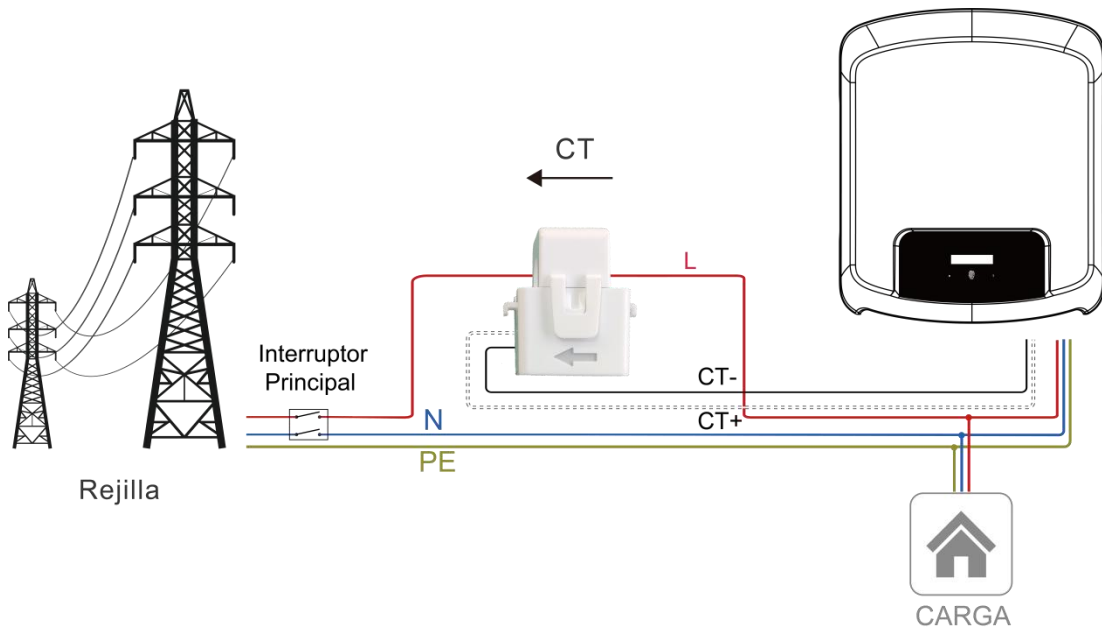 CT
L
Interruptor
Principal
CT-
CT+
N
PE
Rejilla
CARGA